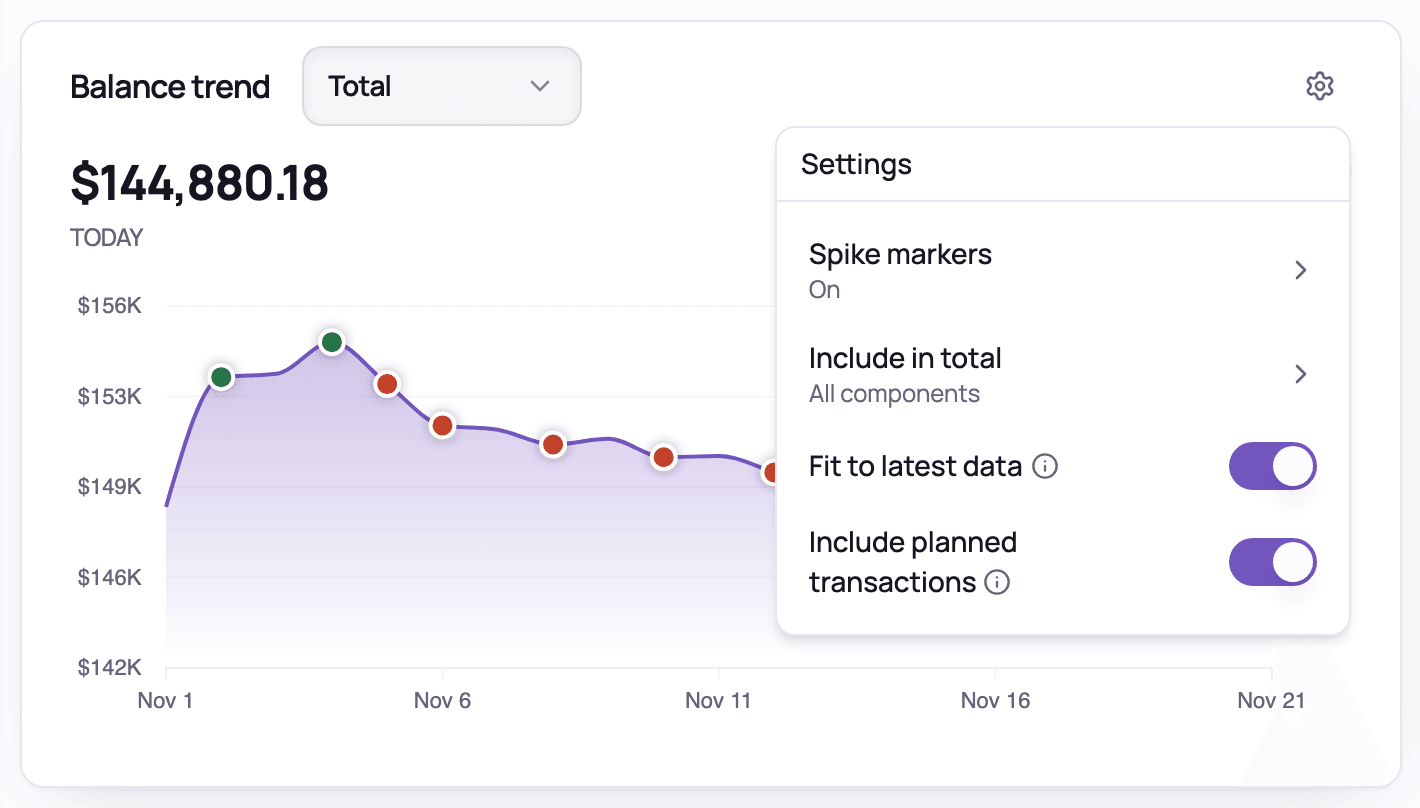 Balance trend
Total
$144,880.18
TODAY
Settings
Spike markers
On
Include in total
All components
Fit to latest data
Include planned
transactions
$156K
$153K
$149K
$146K
$142K
Nov 1
Nov 6
Nov 11
Nov 16
Nov 21